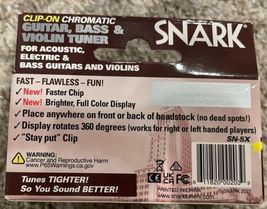 CLIP-ON CHROMATIC
GUITAR, BASS &
VIOLIN TUNER
SNARK®
FOR ACOUSTIC,
ELECTRIC &
BASS GUITARS AND VIOLINS
FAST – FLAWLESS – FUN!
✓ New! Faster Chip
✓ New! Brighter, Full Color Display
✓ Place anywhere on front or back of headstock (no dead spots!)
✓ Display rotates 360 degrees (works for right or left handed players)
✓ "Stay put" Clip
SN-5X
WARNING:
Cancer and Reproductive Harm
www.P65Warnings.ca.gov
Tunes TIGHTER!
So You Sound BETTER!
PRINTED IN CHINA